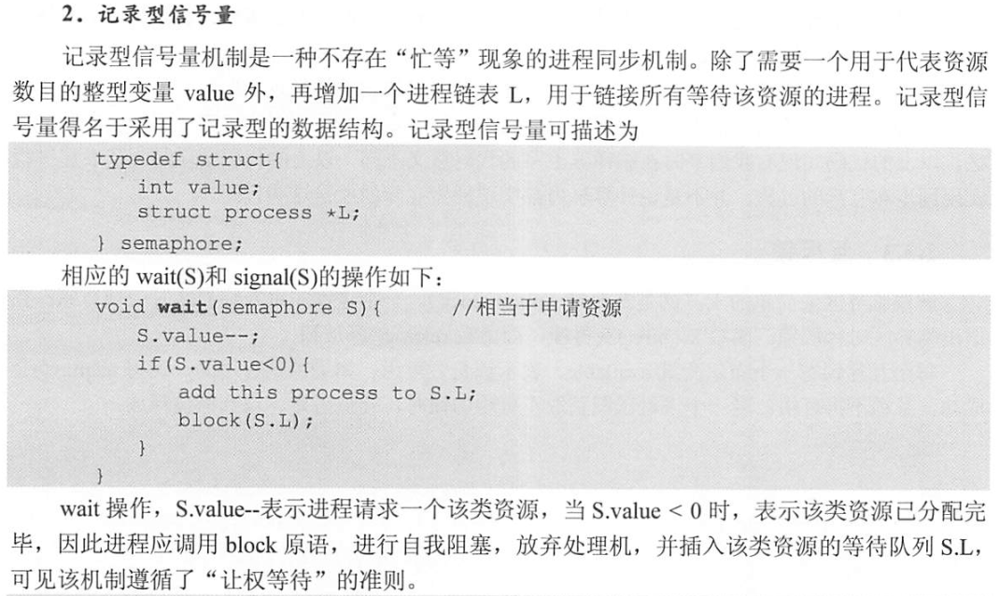 2. 记录型信号量
记录型信号量机制是一种不存在“忙等”现象的进程同步机制。除了需要一个用于代表资源
数目的整型变量 value 外，再增加一个进程链表 L，用于链接所有等待该资源的进程。记录型信
号量得名于采用了记录型的数据结构。记录型信号量可描述为
typedef struct{
int value;
struct process *L;
} semaphore;
相应的 wait(S)和 signal(S)的操作如下：
void wait(semaphore S){ //相当于申请资源
S.value--;
if(S.value<0){
add this process to S.L;
block(S.L);
}
}
wait 操作，S.value--表示进程请求一个该类资源，当 S.value < 0 时，表示该类资源已分配完
毕，因此进程应调用 block 原语，进行自我阻塞，放弃处理机，并插入该类资源的等待队列 S.L，
可见该机制遵循了“让权等待”的准则。